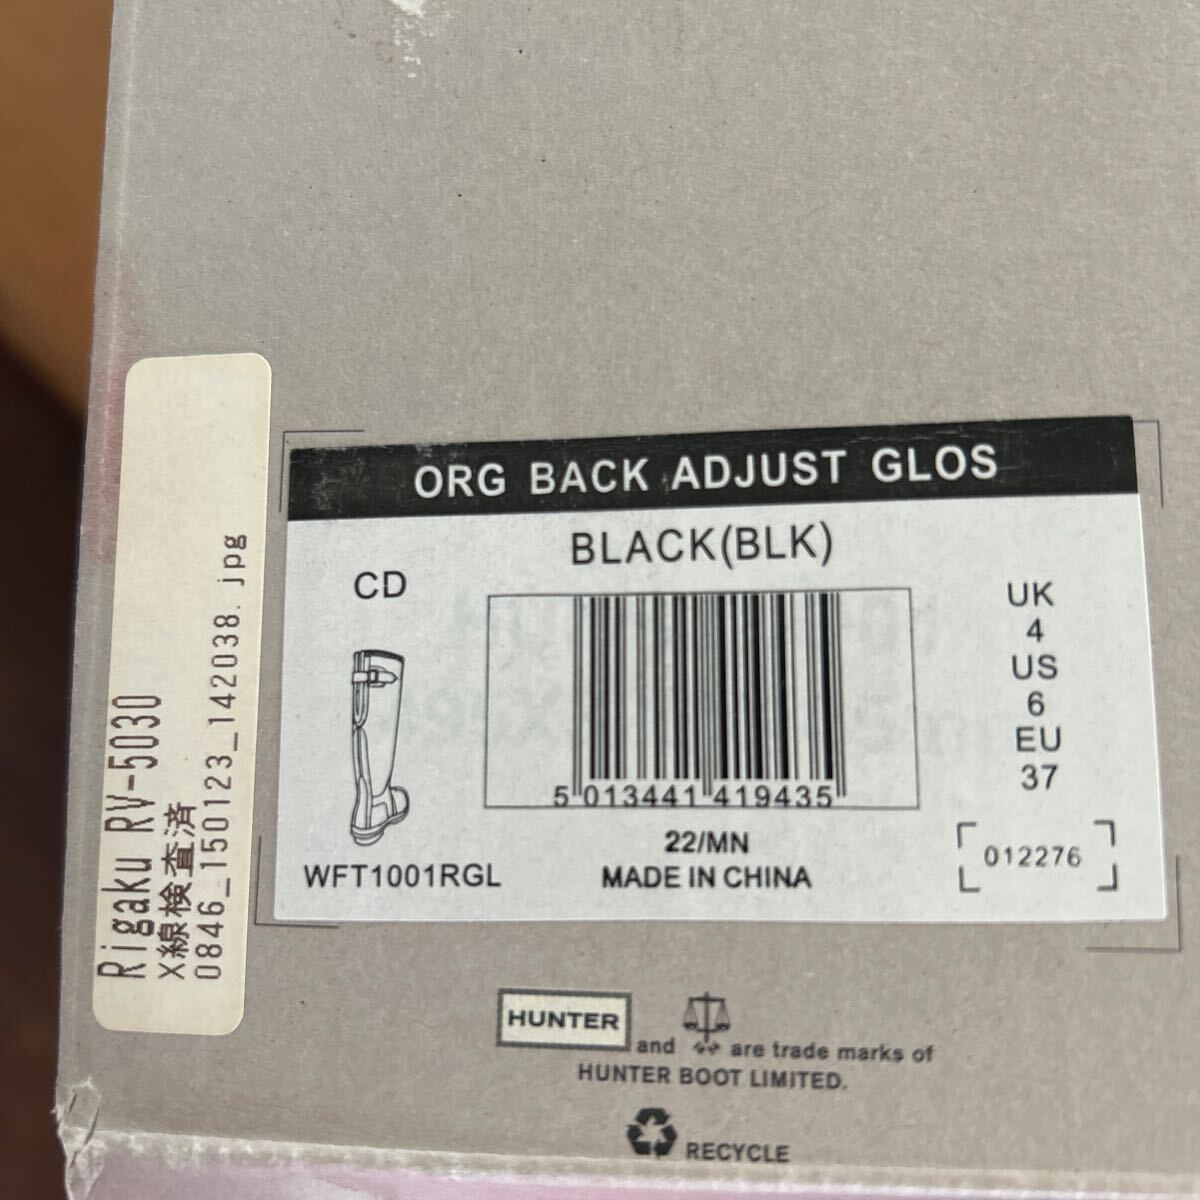 ORG BACK ADJUST GLOS
BLACK(BLK)
CD
UK
4
US
6
EU
37
5 013441 419435
22/MN
MADE IN CHINA
WFT1001RGL
012276
Rigaku RV-5030
X線検査済
0846_150123_142038.jpg
HUNTER and are trade marks of
HUNTER BOOT LIMITED.
RECYCLE